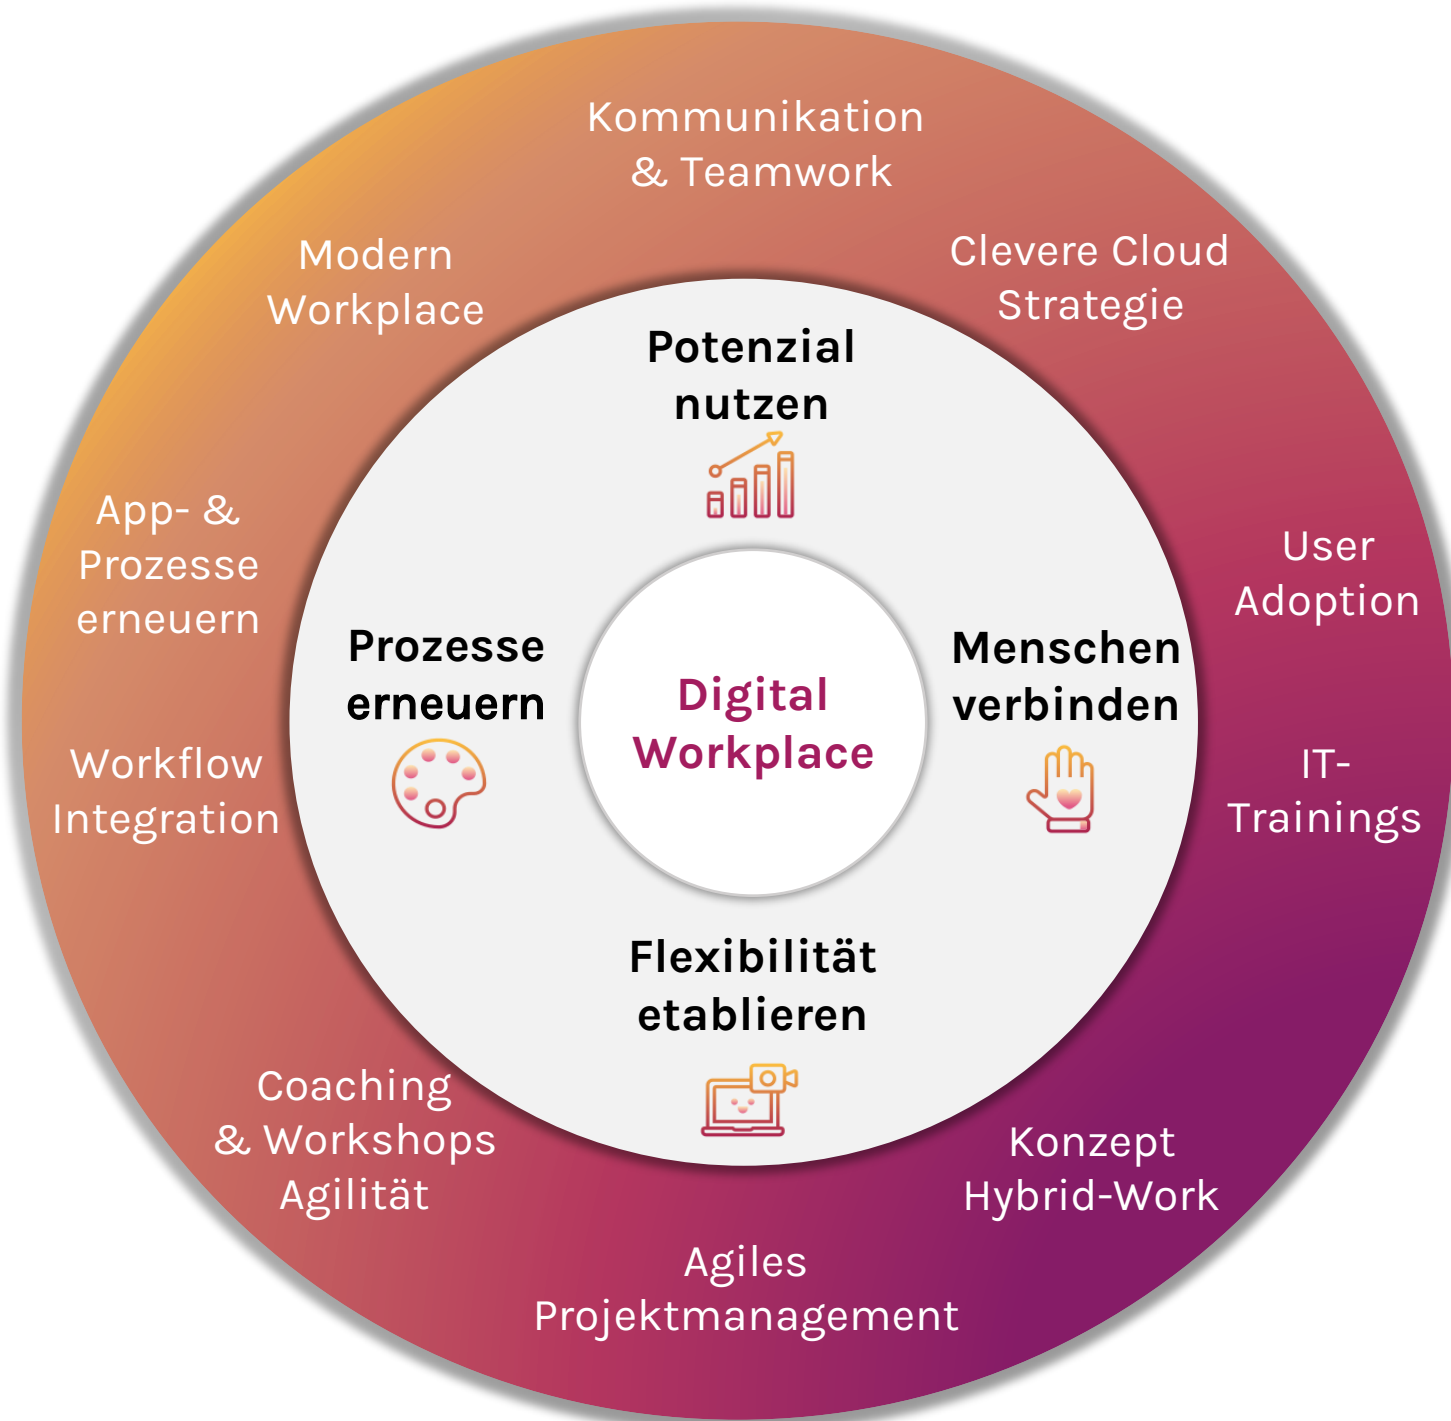 Kommunikation
& Teamwork
Modern
Workplace
Clevere Cloud
Strategie
Potenzial
nutzen
App- &
Prozesse
erneuern
User
Adoption
Prozesse
erneuern
Digital
Workplace
Menschen
verbinden
Workflow
Integration
IT-
Trainings
Flexibilität
etablieren
Coaching
& Workshops
Agilität
Konzept
Hybrid-Work
Agiles
Projektmanagement